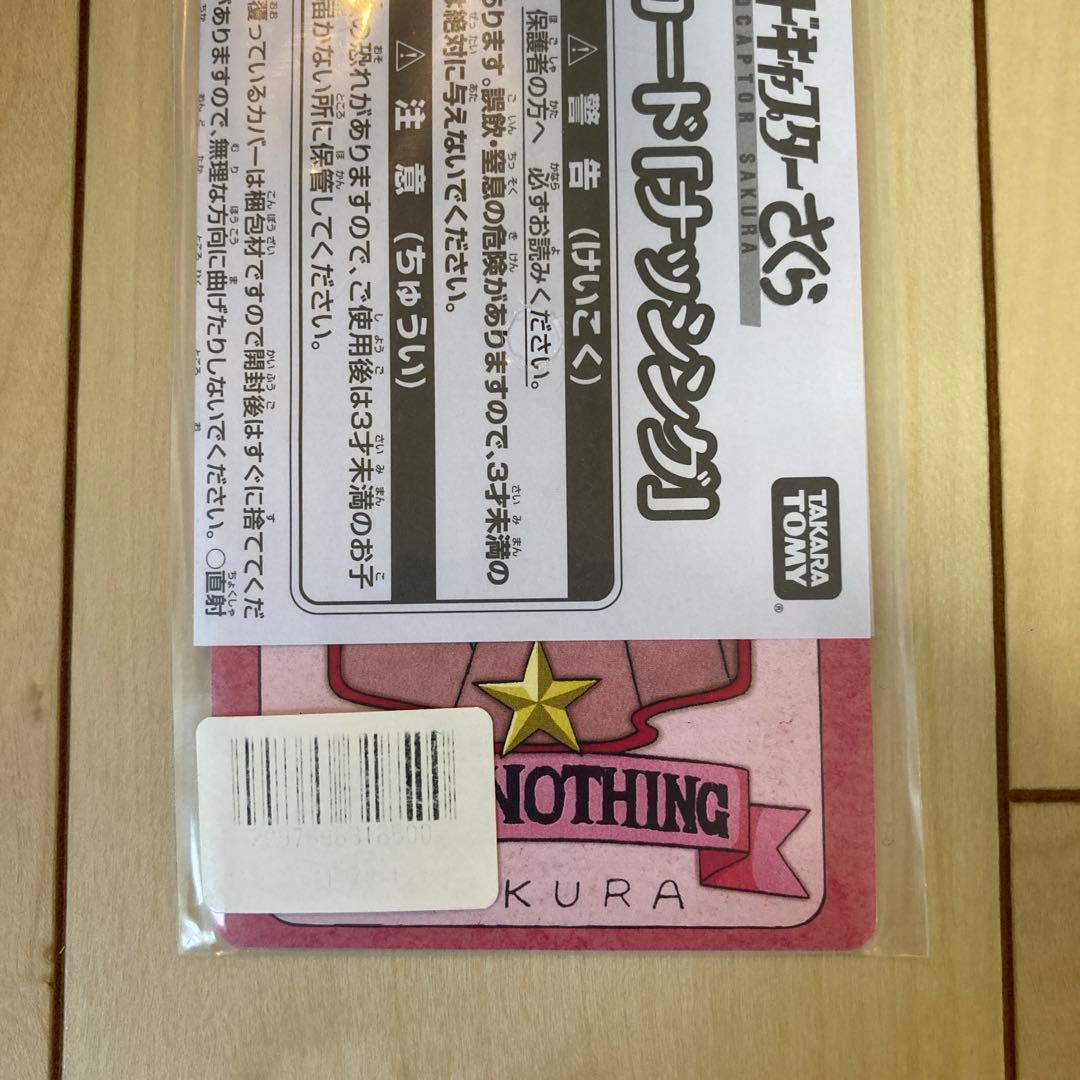 ドキャプターさくら
CAPTOR SAKURA
ード「ナッシング」
TAKARA
TOMY
®
⚠ 警告 (けいこく)
保護者の方へ 必ずお読みください。
あります。誤飲・窒息の危険がありますので、3才未満の
は絶対に与えないでください。
⚠ 注意 (ちゅうい)
の恐れがありますので、ご使用後は3才未満のお子
届かない所に保管してください。
覆っているカバーは梱包材ですので開封後はすぐに捨ててくだ
がありますので、無理な方向に曲げたりしないでください。○直射
NOTHING
KURA